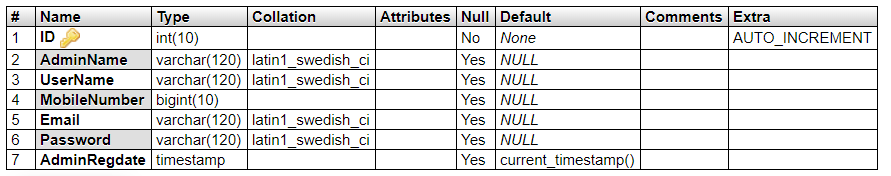 # Name Type Collation Attributes Null Default Comments Extra
1 ID int(10) No None AUTO_INCREMENT
2 AdminName varchar(120) latin1_swedish_ci Yes NULL
3 UserName varchar(120) latin1_swedish_ci Yes NULL
4 MobileNumber bigint(10) Yes NULL
5 Email varchar(120) latin1_swedish_ci Yes NULL
6 Password varchar(120) latin1_swedish_ci Yes NULL
7 AdminRegdate timestamp Yes current_timestamp()